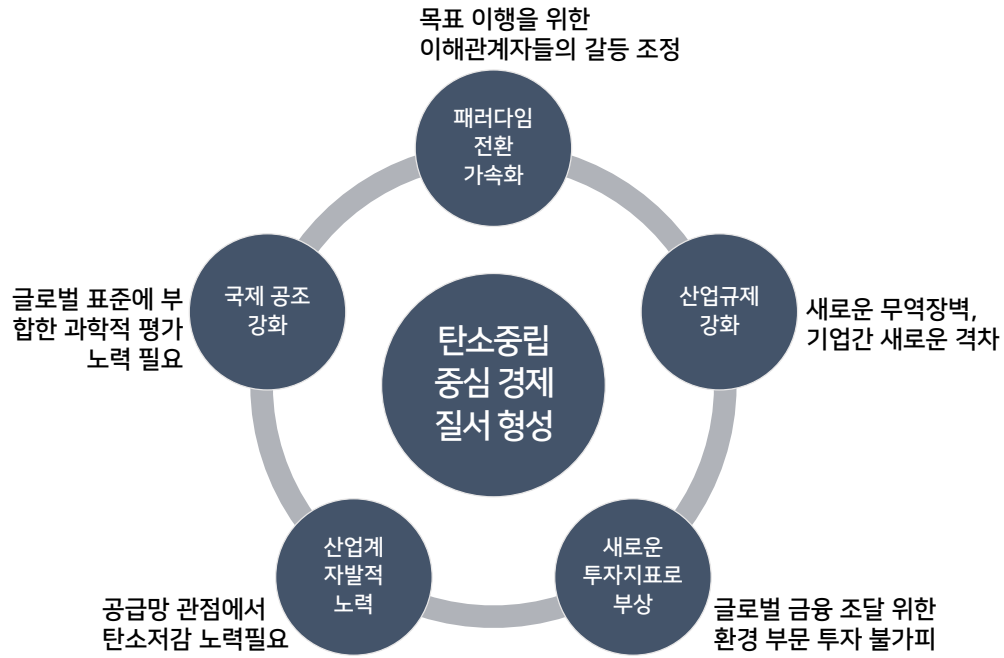 목표 이행을 위한
이해관계자들의 갈등 조정
패러다임
전환
가속화
국제 공조
강화
글로벌 표준에 부
합한 과학적 평가
노력 필요
산업규제
강화
새로운 무역장벽,
기업간 새로운 격차
탄소중립
중심 경제
질서 형성
산업계
자발적
노력
공급망 관점에서
탄소저감 노력필요
새로운
투자지표로
부상
글로벌 금융 조달 위한
환경 부문 투자 불가피